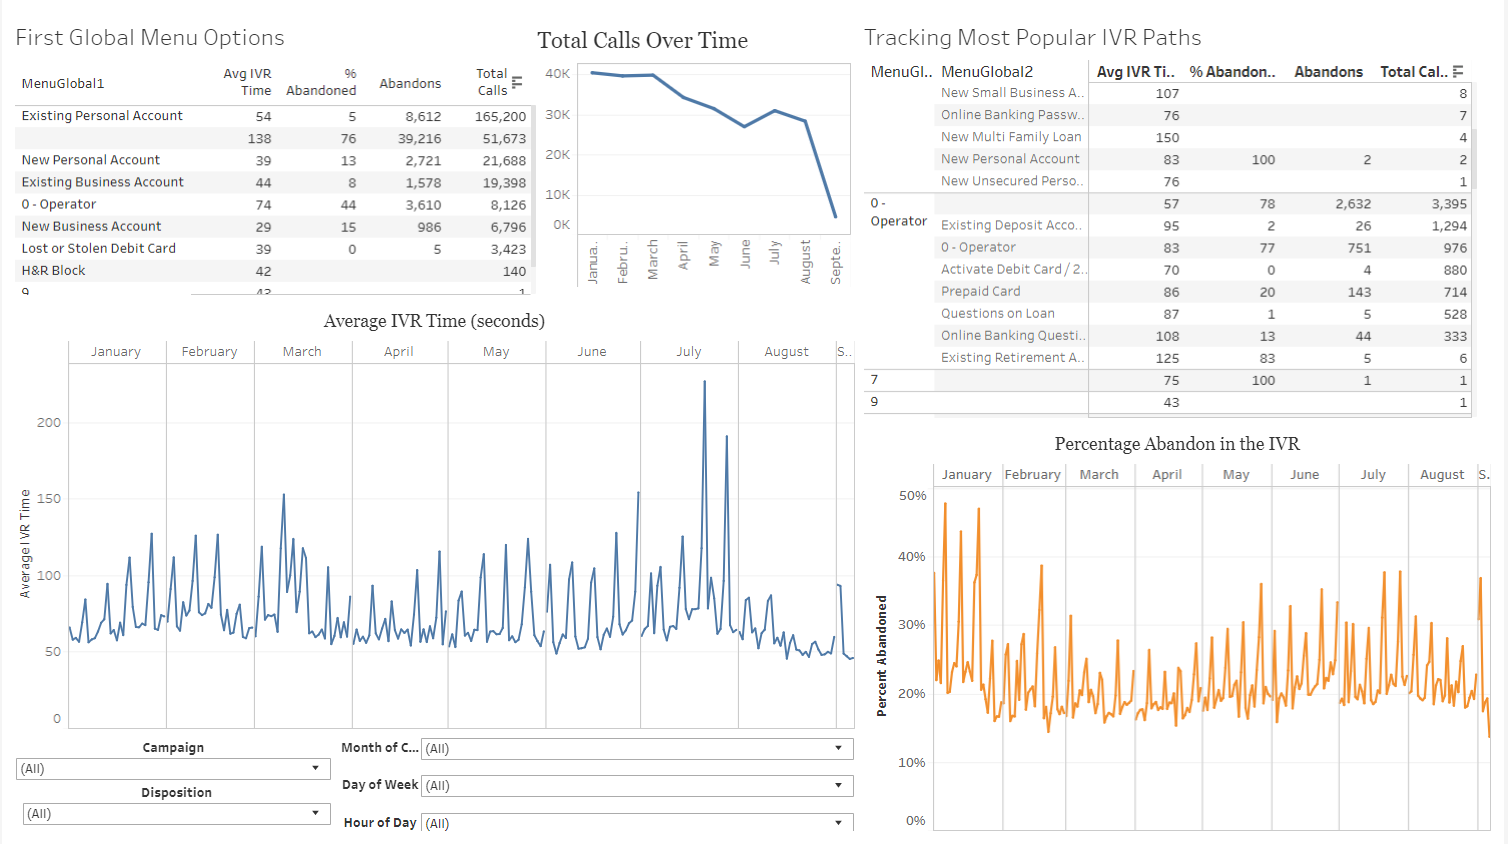 First Global Menu Options
MenuGlobal1 Avg IVR Time % Abandoned Abandons Total Calls
Existing Personal Account 54 5 8,612 165,200
138 76 39,216 51,673
New Personal Account 39 13 2,721 21,688
Existing Business Account 44 8 1,578 19,398
0 - Operator 74 44 3,610 8,126
New Business Account 29 15 986 6,796
Lost or Stolen Debit Card 39 0 5 3,423
H&R Block 42 140
9 42 1
Total Calls Over Time
40K
30K
20K
10K
0K
Janua..
Febru..
March
April
May
June
July
August
Septe..
Tracking Most Popular IVR Paths
MenuGl.. MenuGlobal2 Avg IVR Ti.. % Abandon.. Abandons Total Cal..
New Small Business A.. 107 8
Online Banking Passw.. 76 7
New Multi Family Loan 150 4
New Personal Account 83 100 2 2
New Unsecured Perso.. 76 1
0 - Operator 57 78 2,632 3,395
Existing Deposit Acco.. 95 2 26 1,294
0 - Operator 83 77 751 976
Activate Debit Card / 2.. 70 0 4 880
Prepaid Card 86 20 143 714
Questions on Loan 87 1 5 528
Online Banking Questi.. 108 13 44 333
Existing Retirement A.. 125 83 5 6
7 75 100 1 1
9 43 1
Average IVR Time (seconds)
January February March April May June July August S..
Average IVR Time
200
150
100
50
0
Percentage Abandon in the IVR
January February March April May June July August S.
Percent Abandoned
50%
40%
30%
20%
10%
0%
Campaign
(All)
Disposition
(All)
Month of C... (All)
Day of Week (All)
Hour of Day (All)